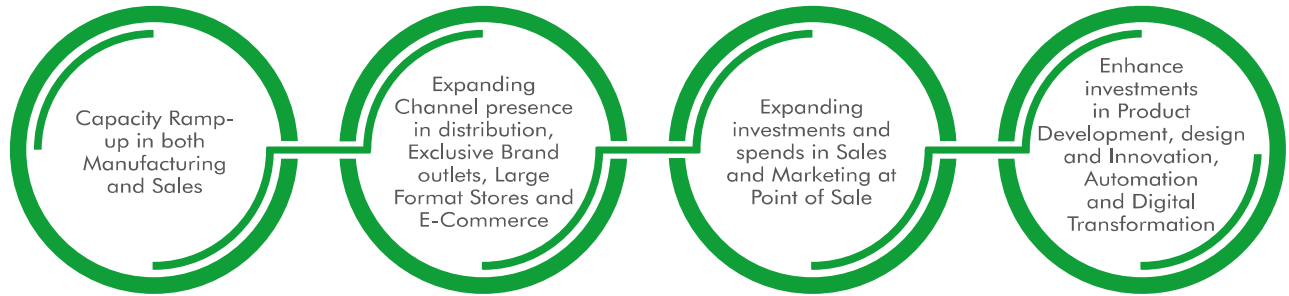 Capacity Ramp-
up in both
Manufacturing
and Sales
Expanding
Channel presence
in distribution,
Exclusive Brand
outlets, Large
Format Stores and
E-Commerce
Expanding
investments and
spends in Sales
and Marketing at
Point of Sale
Enhance
investments
in Product
Development, design
and Innovation,
Automation
and Digital
Transformation